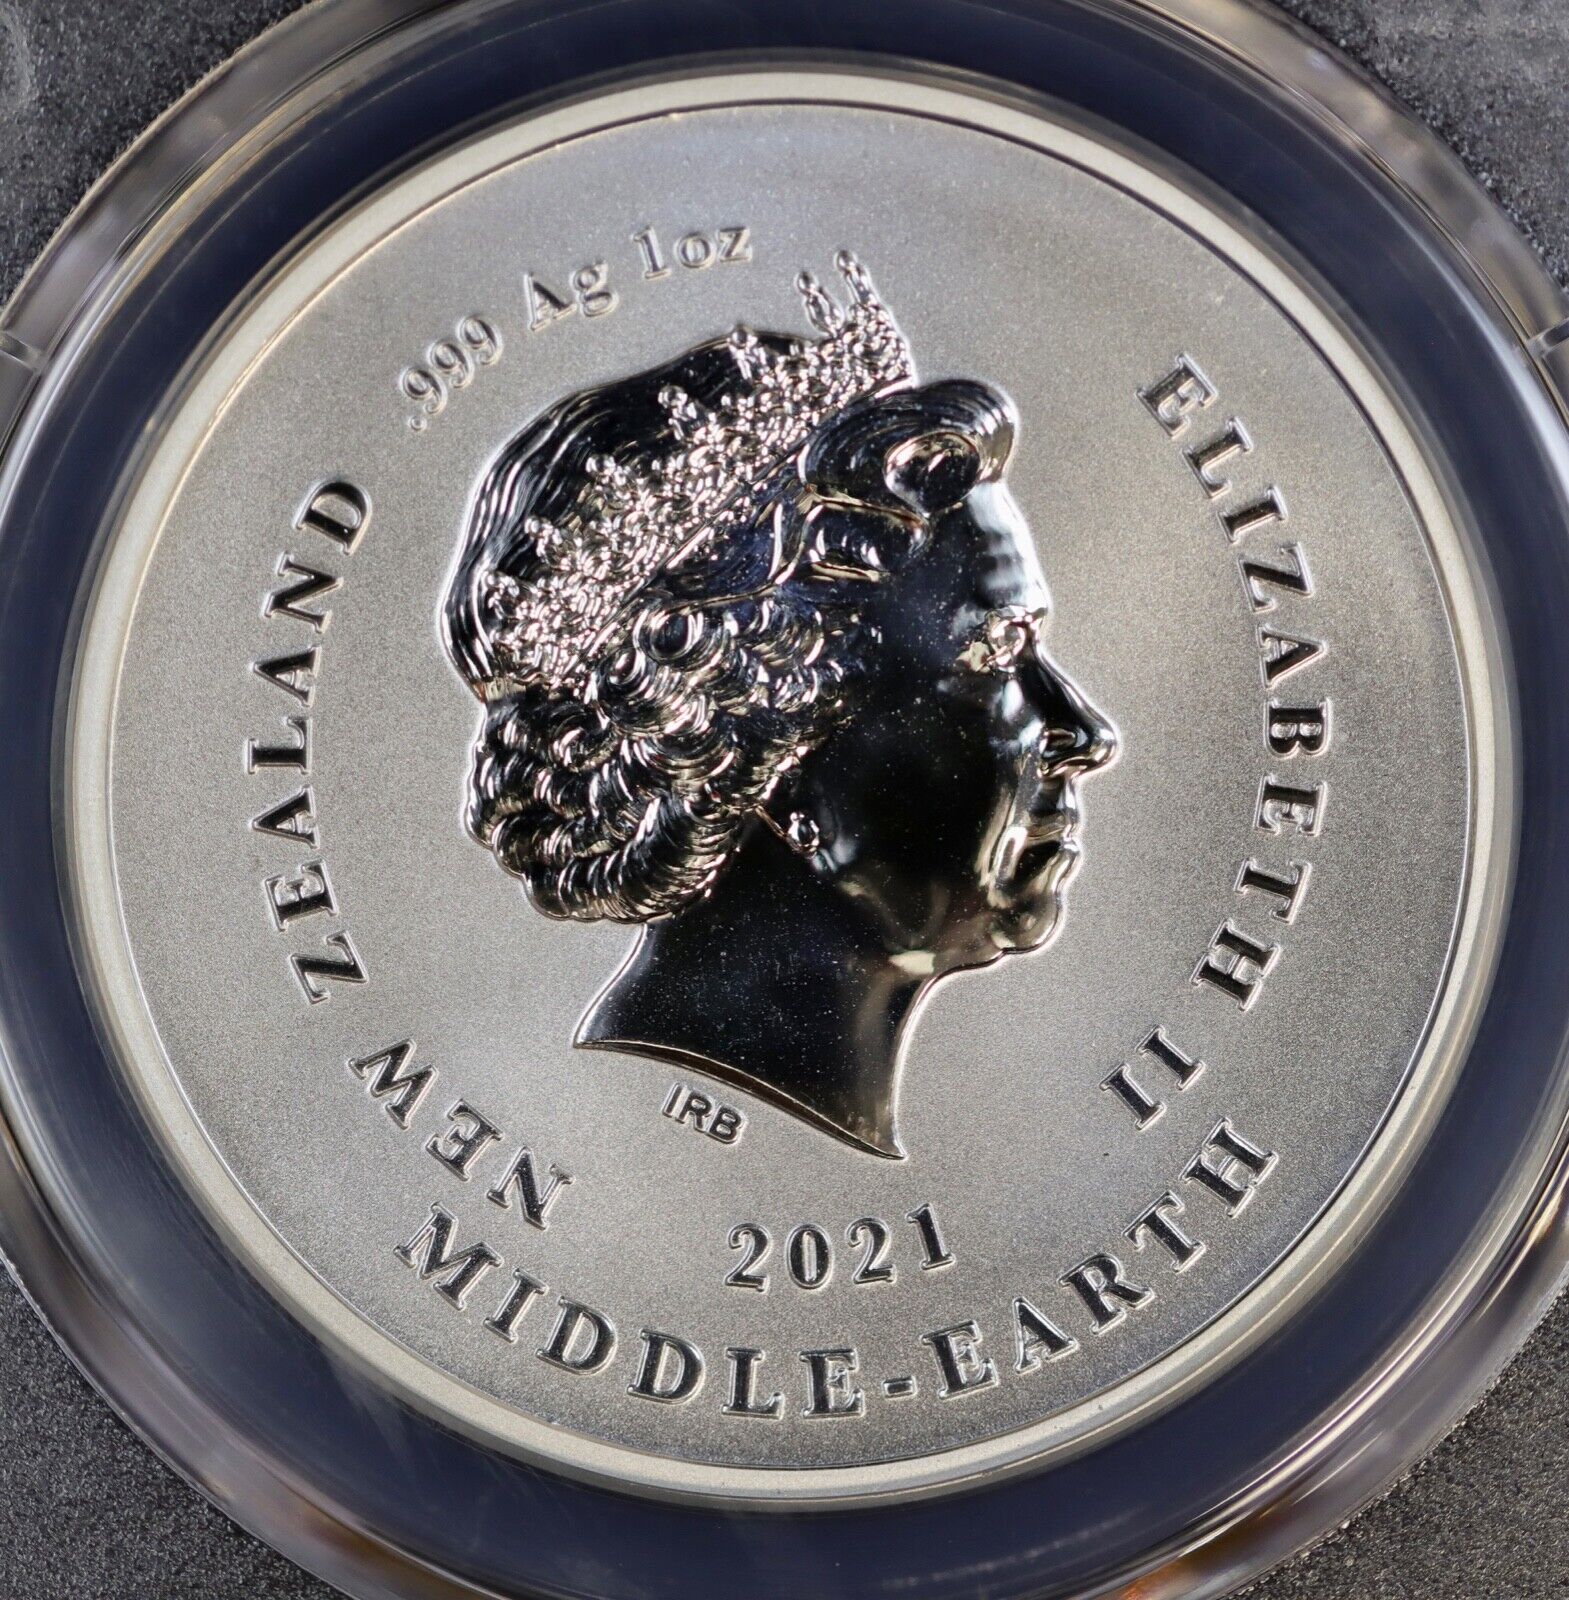 NEW ZEALAND
.999 Ag 1oz
ELIZABETH II
IRB
2021
MIDDLE-EARTH